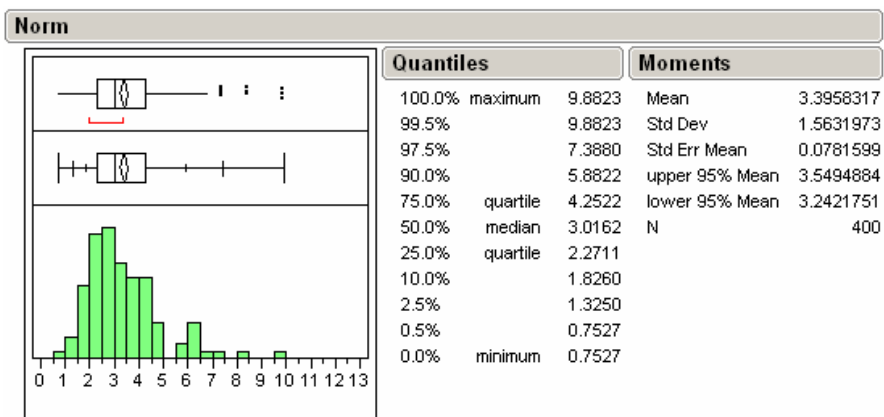 Norm
Quantiles
100.0% maximum 9.8823
99.5% 9.8823
97.5% 7.3880
90.0% 5.8822
75.0% quartile 4.2522
50.0% median 3.0162
25.0% quartile 2.2711
10.0% 1.8260
2.5% 1.3250
0.5% 0.7527
0.0% minimum 0.7527
Moments
Mean 3.3958317
Std Dev 1.5631973
Std Err Mean 0.0781599
upper 95% Mean 3.5494884
lower 95% Mean 3.2421751
N 400
0 1 2 3 4 5 6 7 8 9 10 11 12 13